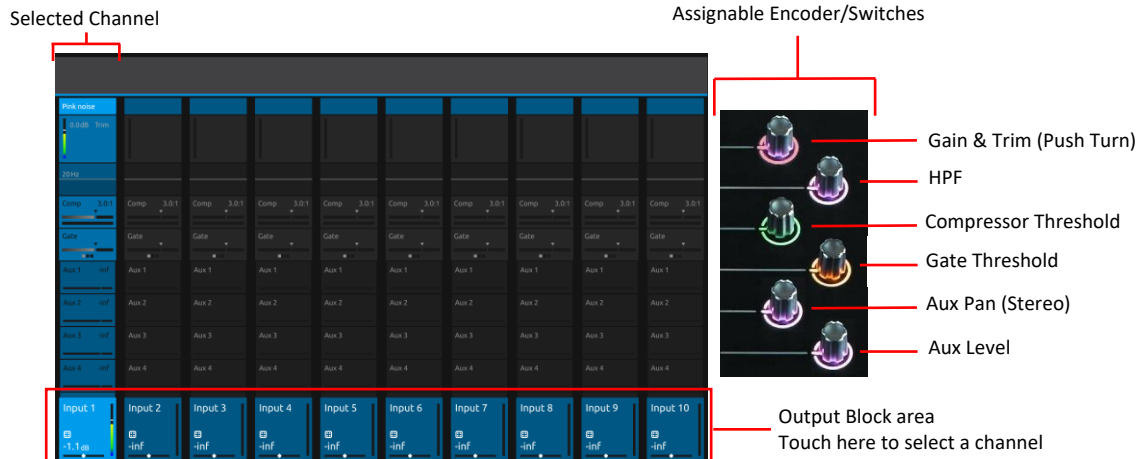 Selected Channel
Assignable Encoder/Switches
Pink noise
0.0dB Trim
20Hz
Comp 3.0:1 Comp 3.0:1 Comp 3.0:1 Comp 3.0:1 Comp 3.0:1 Comp 3.0:1 Comp 3.0:1 Comp 3.0:1 Comp 3.0:1 Comp 3.0:1
Gate Gate Gate Gate Gate Gate Gate Gate Gate Gate
Aux 1 -inf Aux 1 Aux 1 Aux 1 Aux 1 Aux 1 Aux 1 Aux 1 Aux 1 Aux 1
Aux 2 -inf Aux 2 Aux 2 Aux 2 Aux 2 Aux 2 Aux 2 Aux 2 Aux 2 Aux 2
Aux 3 -inf Aux 3 Aux 3 Aux 3 Aux 3 Aux 3 Aux 3 Aux 3 Aux 3 Aux 3
Aux 4 -inf Aux 4 Aux 4 Aux 4 Aux 4 Aux 4 Aux 4 Aux 4 Aux 4 Aux 4
Input 1 Input 2 Input 3 Input 4 Input 5 Input 6 Input 7 Input 8 Input 9 Input 10
-1.1dB -inf -inf -inf -inf -inf -inf -inf -inf -inf
Gain & Trim (Push Turn)
HPF
Compressor Threshold
Gate Threshold
Aux Pan (Stereo)
Aux Level
Output Block area
Touch here to select a channel